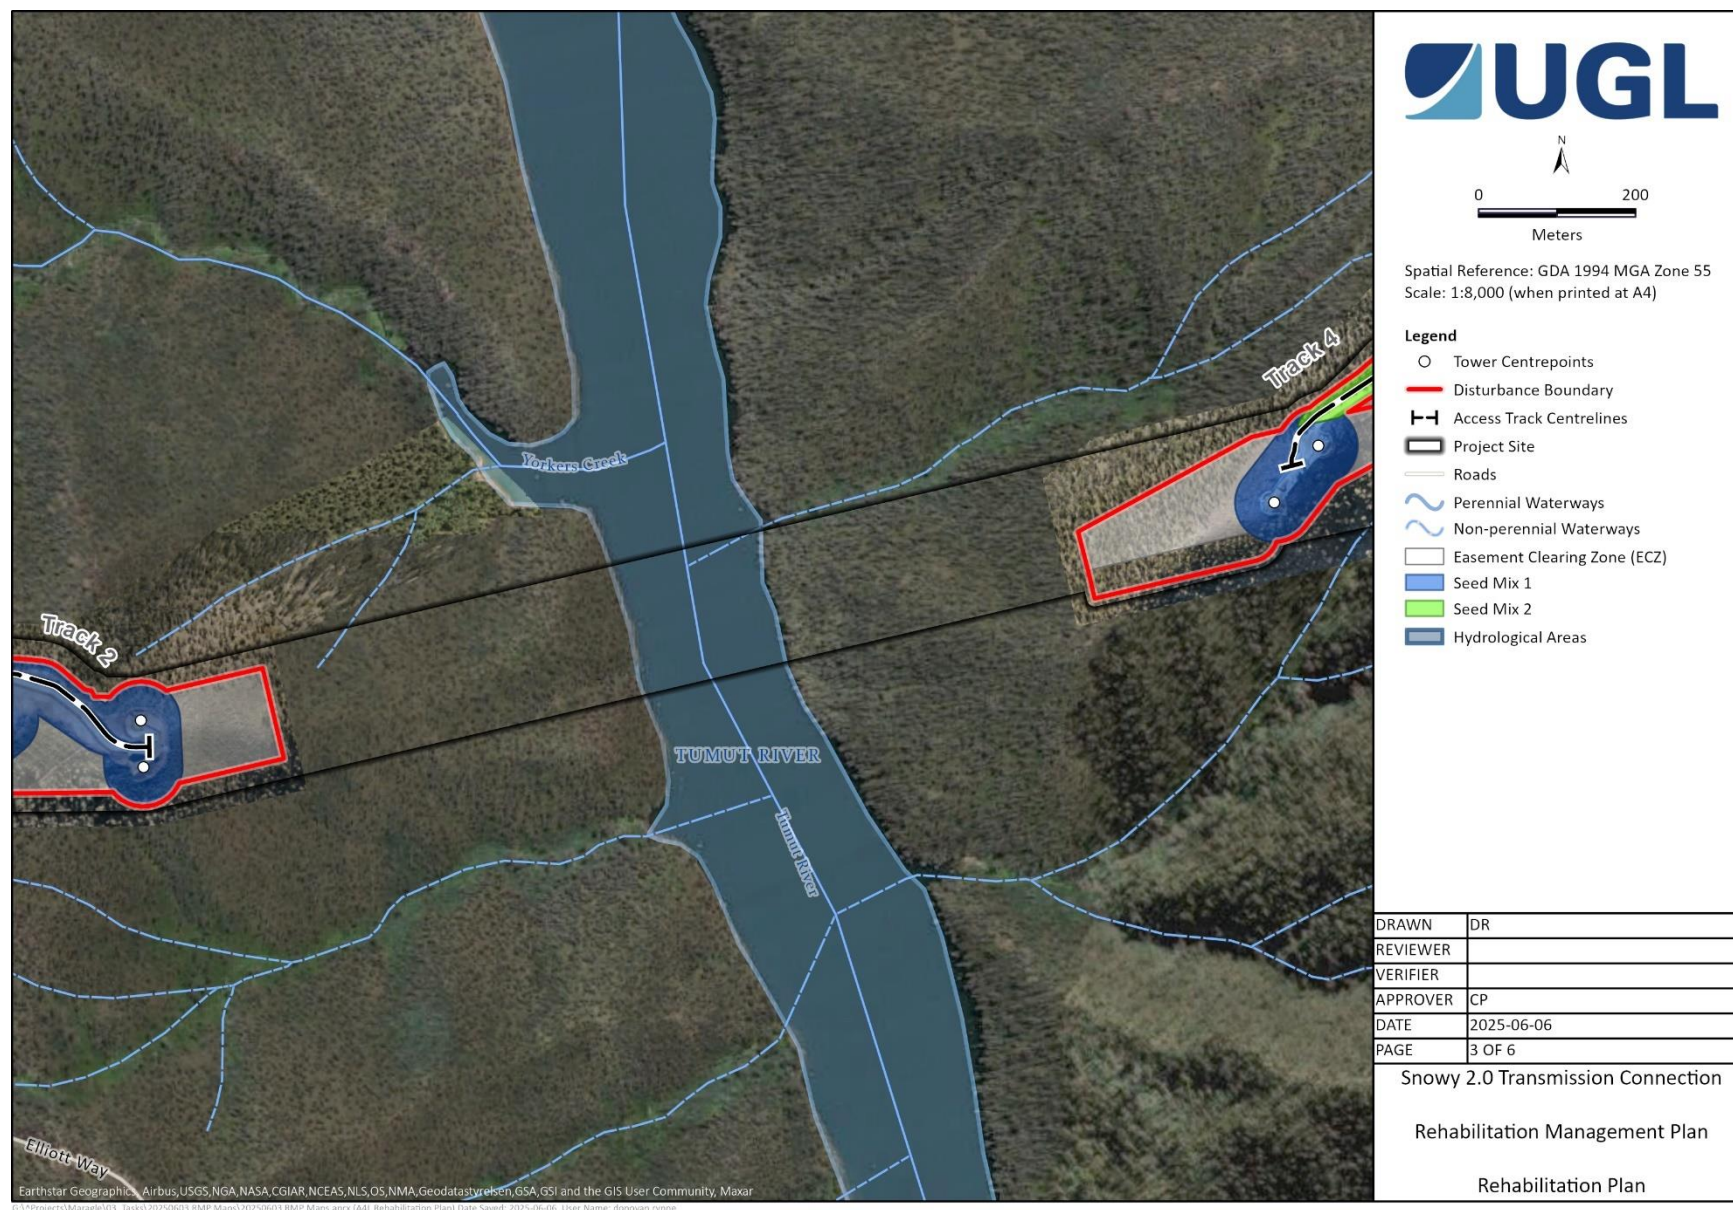 UGL
N
0 200
Meters
Spatial Reference: GDA 1994 MGA Zone 55
Scale: 1:8,000 (when printed at A4)
Legend
Tower Centrepoints
Disturbance Boundary
Access Track Centrelines
Project Site
Roads
Perennial Waterways
Non-perennial Waterways
Easement Clearing Zone (ECZ)
Seed Mix 1
Seed Mix 2
Hydrological Areas
Track 4
Yorkers Creek
Track 2
TUMUT RIVER
Tumut River
Elliott Way
DRAWN DR
REVIEWER
VERIFIER
APPROVER CP
DATE 2025-06-06
PAGE 3 OF 6
Snowy 2.0 Transmission Connection
Rehabilitation Management Plan
Rehabilitation Plan
Earthstar Geographics, Airbus,USGS,NGA,NASA,CGIAR,NCEAS,NLS,OS,NMA,Geodatastyrelsen,GSA,GSI and the GIS User Community, Maxar